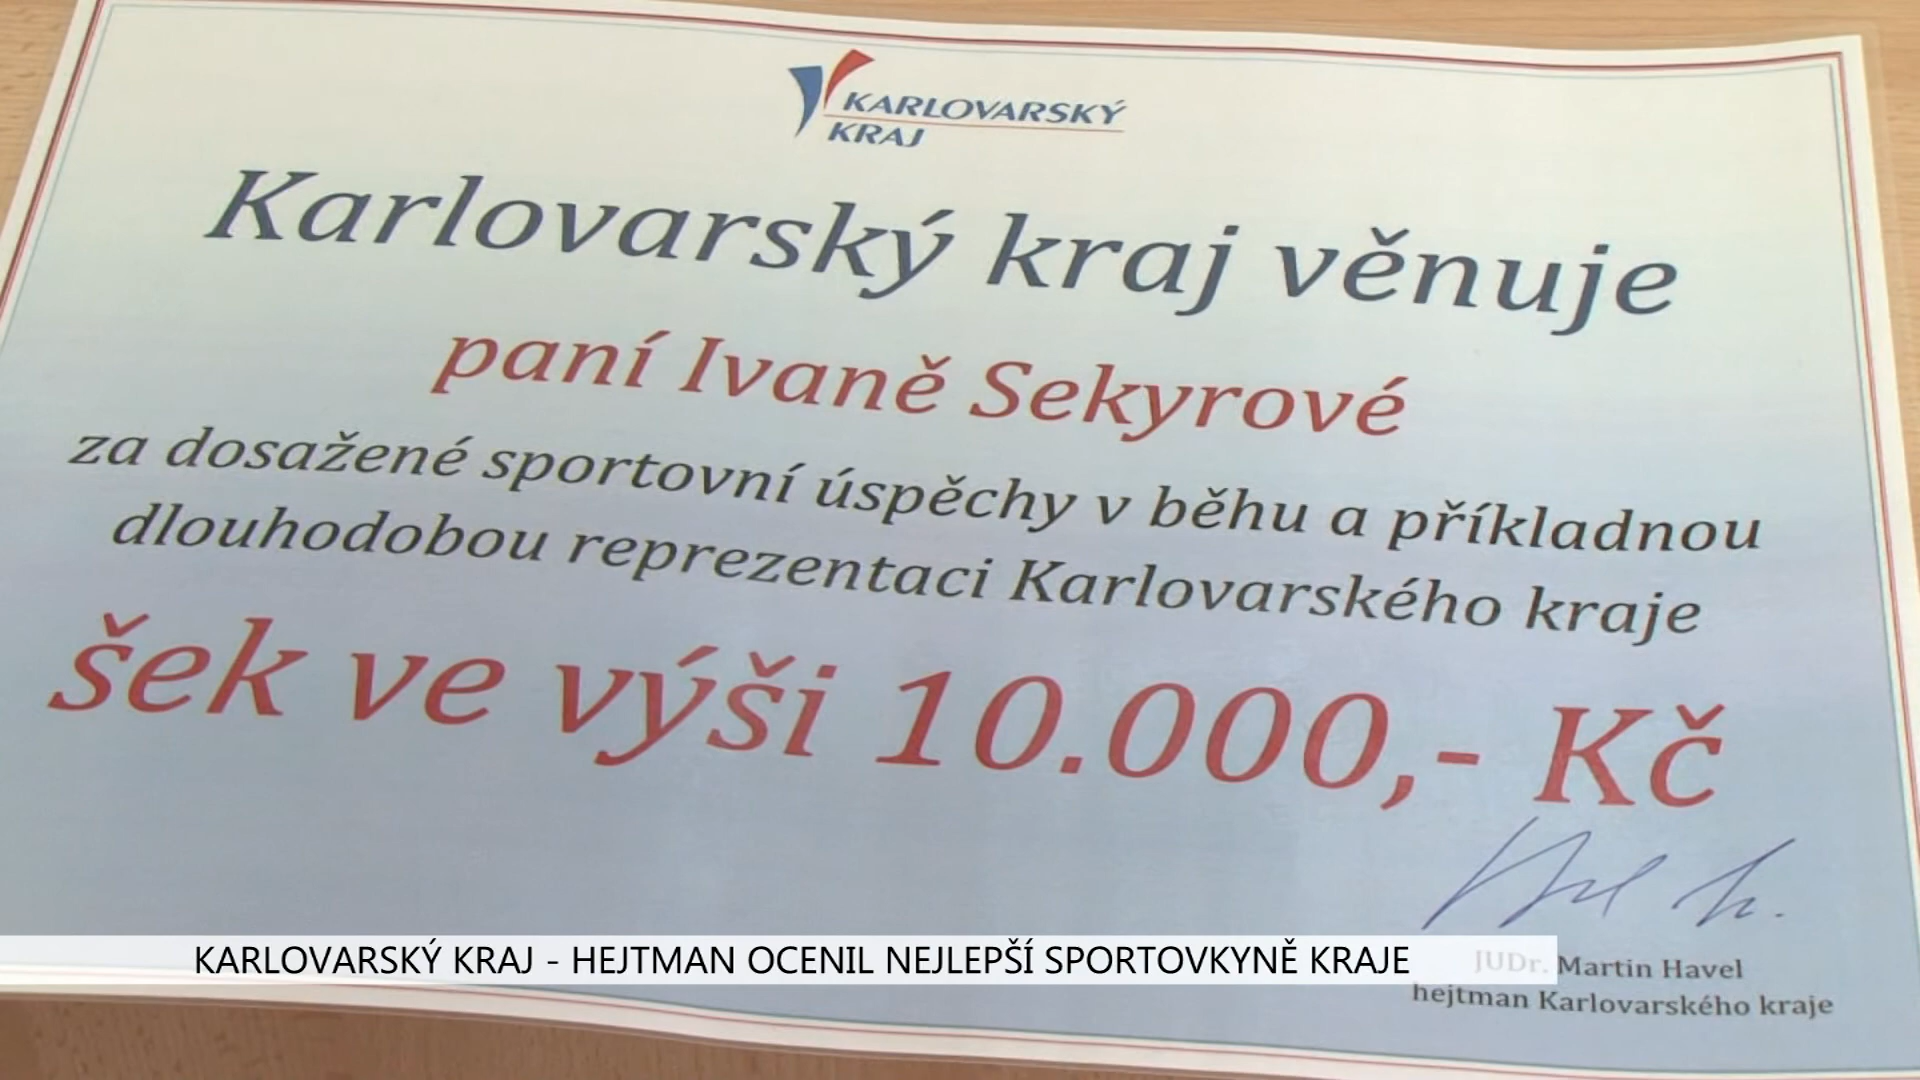 KARLOVARSKÝ
KRAJ
Karlovarský kraj věnuje
paní Ivaně Sekyrové
za dosažené sportovní úspěchy v běhu a příkladnou
dlouhodobou reprezentaci Karlovarského kraje
šek ve výši 10.000,- Kč
KARLOVARSKÝ KRAJ - HEJTMAN OCENIL NEJLEPŠÍ SPORTOVKYNĚ KRAJE
JUDr. Martin Havel
hejtman Karlovarského kraje